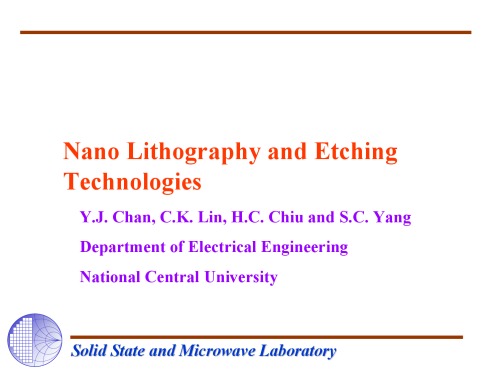 Nano Lithography and Etching
Technologies
Y.J. Chan, C.K. Lin, H.C. Chiu and S.C. Yang
Department of Electrical Engineering
National Central University
Solid State and Microwave Laboratory